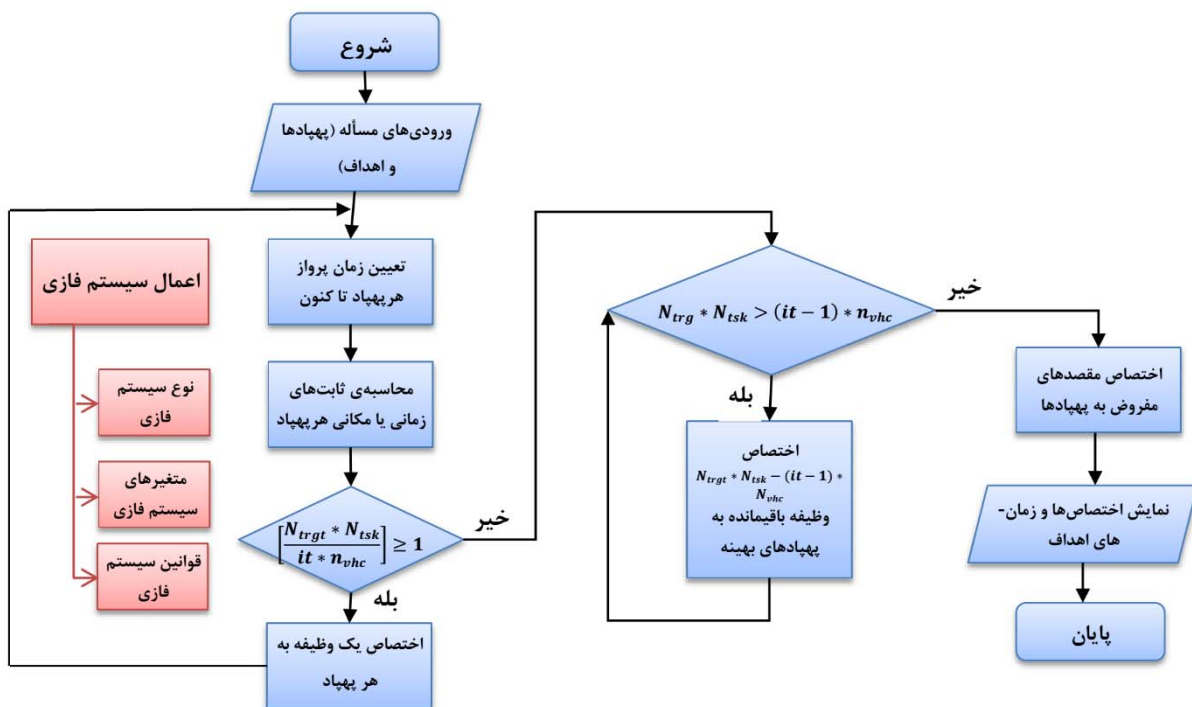 شروع
ورودی‌های مسأله (پهپادها
و اهداف)
تعیین زمان پرواز
هرپهپاد تا کنون
محاسبه‌ی ثابت‌های
زمانی یا مکانی هرپهپاد
[N_trgt * N_tsk / it * n_vhc] ≥ 1
خیر
بله
اختصاص یک وظیفه به
هر پهپاد
اعمال سیستم فازی
نوع سیستم
فازی
متغیرهای
سیستم فازی
قوانین سیستم
فازی
N_trg * N_tsk > (it − 1) * n_vhc
خیر
بله
اختصاص
N_trgt * N_tsk − (it − 1) *
N_vhc
وظیفه باقیمانده به
پهپادهای بهینه
اختصاص مقصدهای
مفروض به پهپادها
نمایش اختصاص‌ها و زمان-
های اهداف
پایان